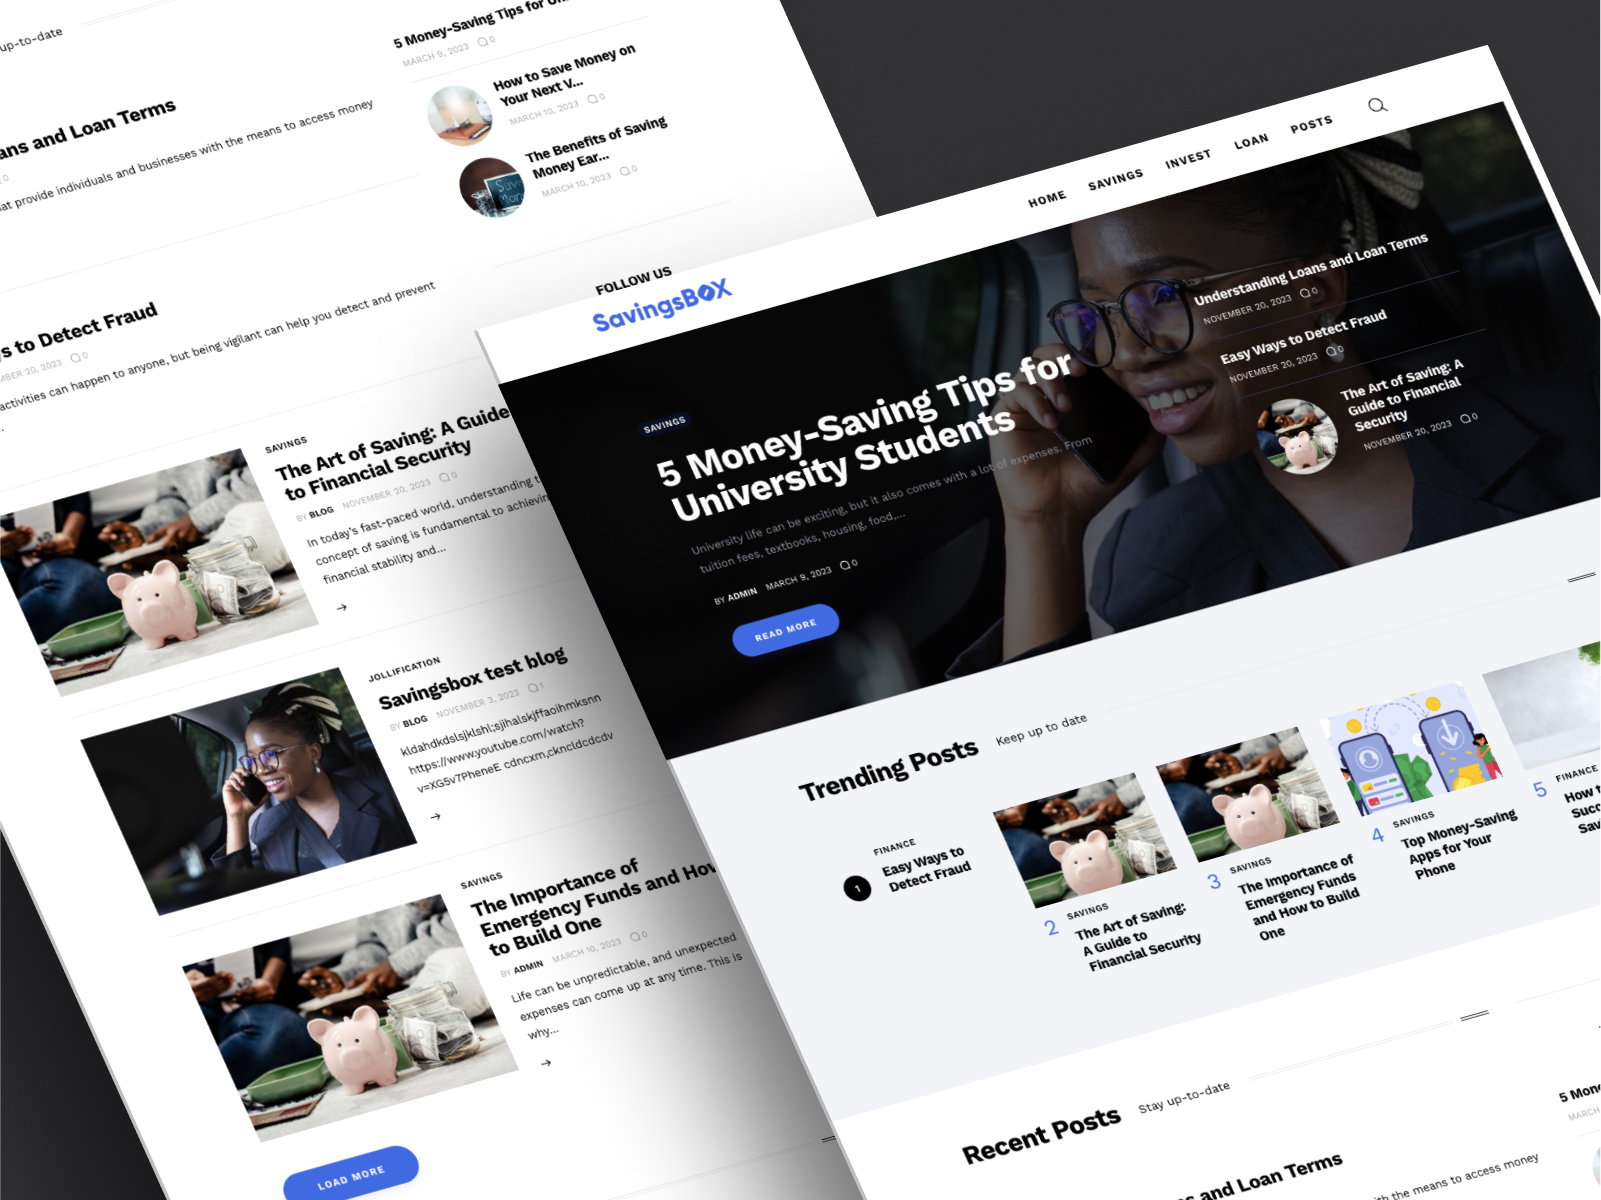 up-to-date
5 Money-Saving Tips for
MARCH 9, 2023 0
ans and Loan Terms
0
at provide individuals and businesses with the means to access money
How to Save Money on
Your Next V...
MARCH 10, 2023 0
The Benefits of Saving
Money Ear...
MARCH 10, 2023 0
FOLLOW US
s to Detect Fraud
MBER 20, 2023 0
activities can happen to anyone, but being vigilant can help you detect and prevent
...
SAVINGS
The Art of Saving: A Guide
to Financial Security
BY BLOG NOVEMBER 20, 2023 0
In today's fast-paced world, understanding
concept of saving is fundamental to achievin
financial stability and...
→
JOLLIFICATION
Savingsbox test blog
BY BLOG NOVEMBER 3, 2023 1
kldahdkdslsjklshl;sjlhalskjffaoihmksnn
https://www.youtube.com/watch?
v=XG5v7PheneE cdncxm,ckncldcdcdv
→
SAVINGS
The Importance of
Emergency Funds and How
to Build One
BY ADMIN MARCH 10, 2023 0
Life can be unpredictable, and unexpected
expenses can come up at any time. This is
why...
→
LOAD MORE
SavingsBOX
HOME SAVINGS INVEST LOAN POSTS
SAVINGS
5 Money-Saving Tips for
University Students
University life can be exciting, but it also comes with a lot of expenses. From
tuition fees, textbooks, housing, food,...
BY ADMIN MARCH 9, 2023 0
READ MORE
Understanding Loans and Loan Terms
NOVEMBER 20, 2023 0
Easy Ways to Detect Fraud
NOVEMBER 20, 2023 0
The Art of Saving: A
Guide to Financial
Security
NOVEMBER 20, 2023 0
Trending Posts Keep up to date
1
FINANCE
Easy Ways to
Detect Fraud
2
SAVINGS
The Art of Saving:
A Guide to
Financial Security
3
SAVINGS
The Importance of
Emergency Funds
and How to Build
One
4
SAVINGS
Top Money-Saving
Apps for Your
Phone
5
FINANCE
How t
Succ
Sav
Recent Posts Stay up-to-date
s and Loan Terms
th the means to access money
5 Mone
MARCH